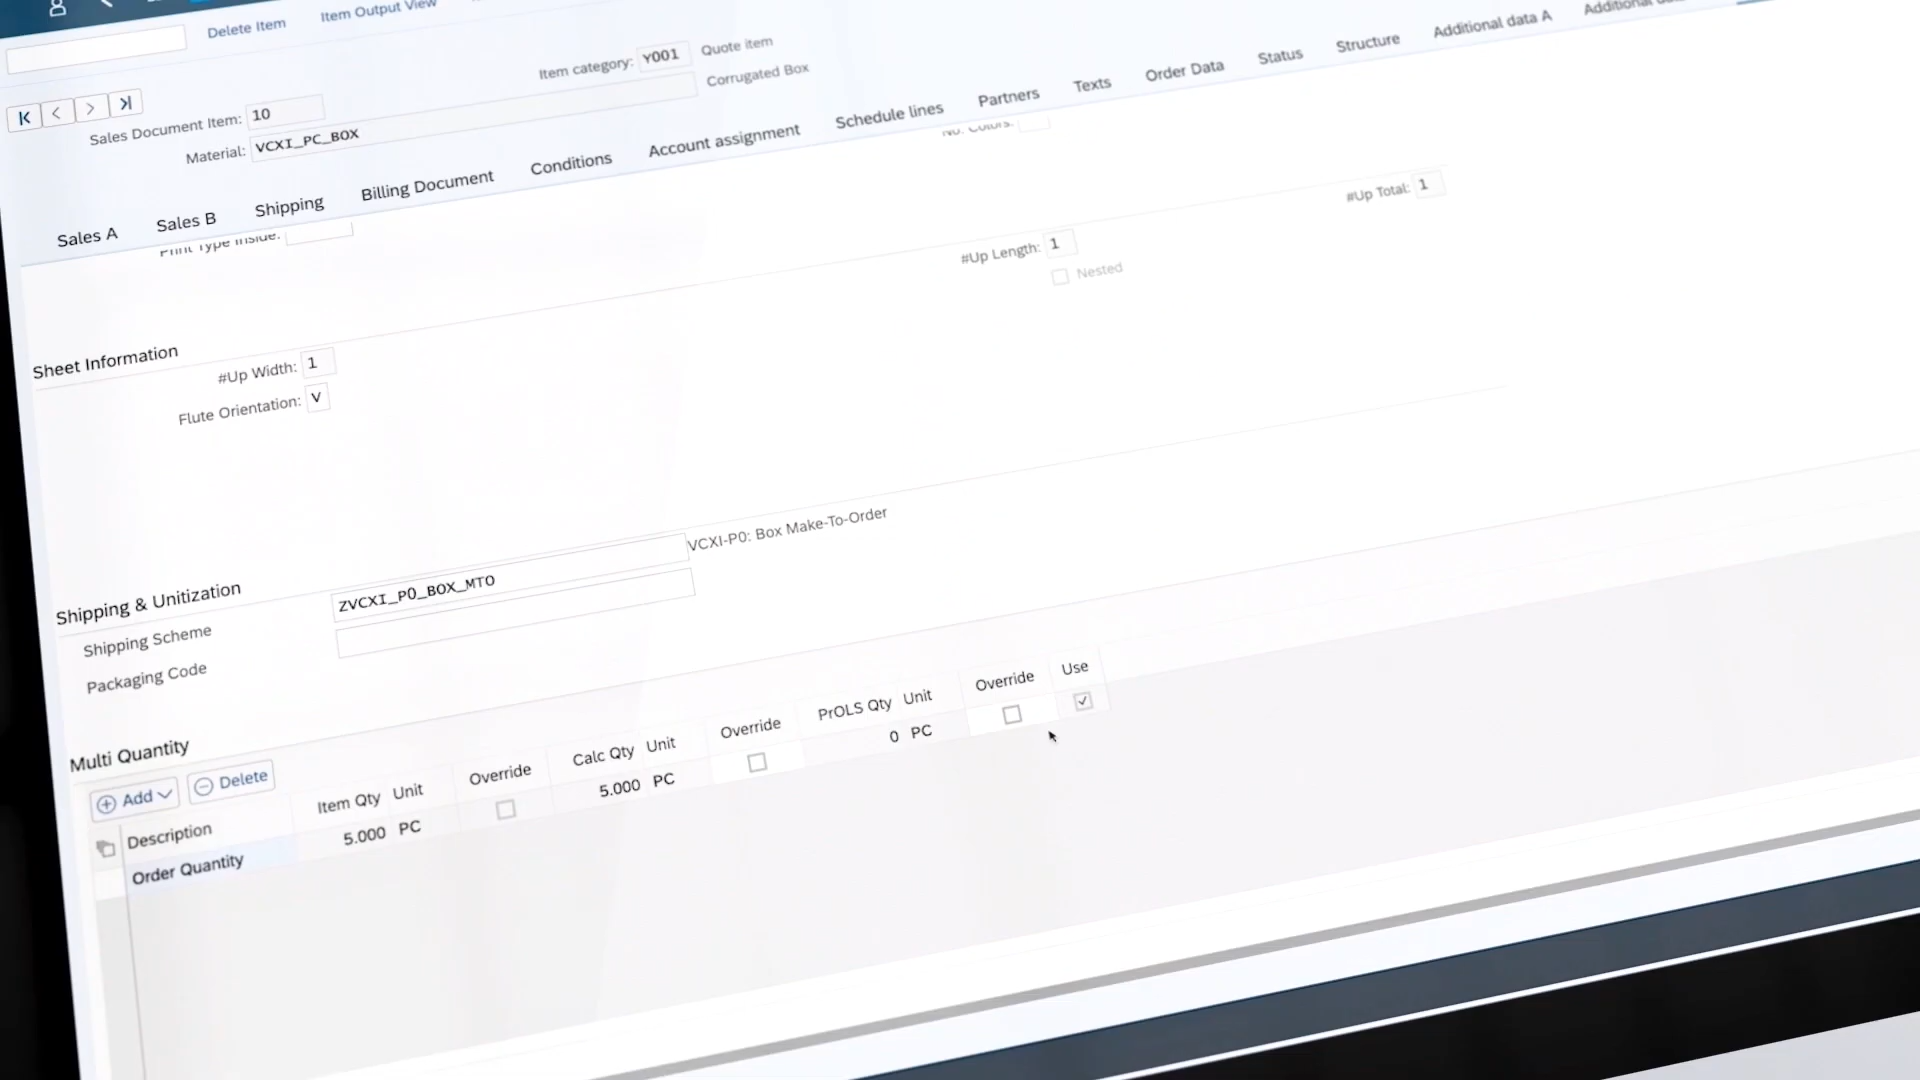 Delete Item Item Output View
Item category: Y001 Quote item
Sales Document Item: 10 Corrugated Box
Material: VCXI_PC_BOX
Sales A Sales B Shipping Billing Document Conditions Account assignment Schedule lines Partners Texts Order Data Status Structure Additional data A Additional
Print Type Inside: No. Colors:
#Up Total: 1
#Up Length: 1
Nested
Sheet Information
#Up Width: 1
Flute Orientation: V
Shipping & Unitization
Shipping Scheme ZVCXI_P0_BOX_MTO VCXI-P0: Box Make-To-Order
Packaging Code
Multi Quantity
Add Delete
Description Item Qty Unit Override Calc Qty Unit Override PrOLS Qty Unit Override Use
Order Quantity 5.000 PC 5.000 PC 0 PC